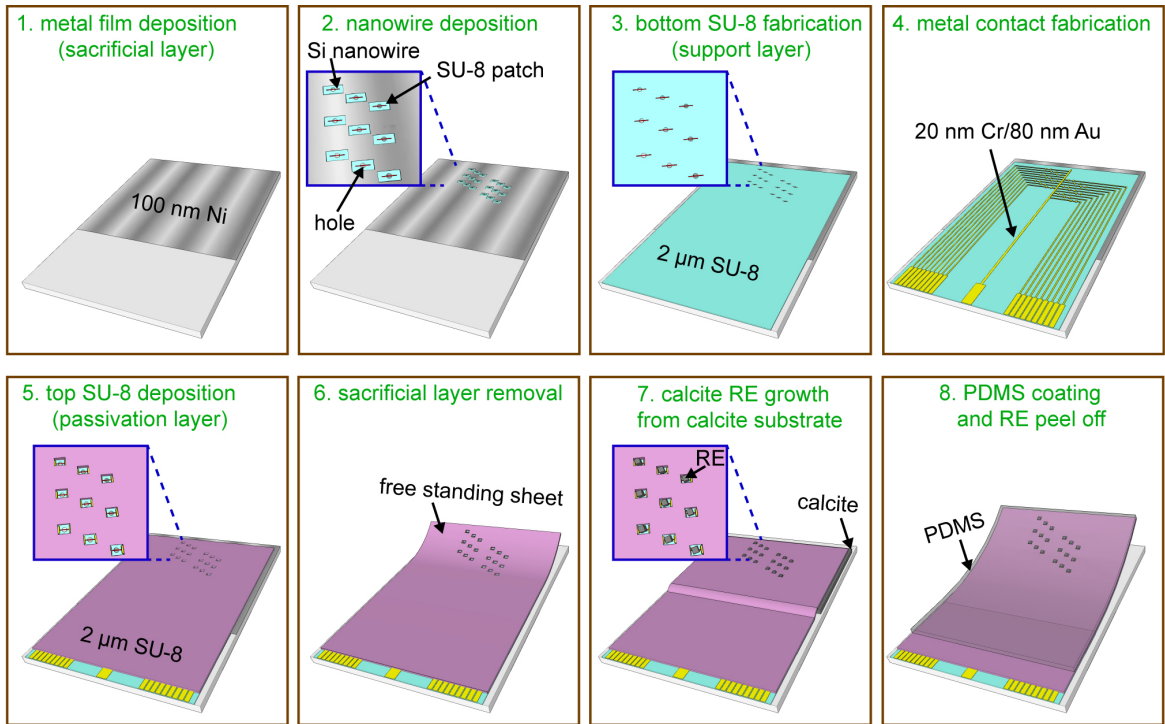 1. metal film deposition
(sacrificial layer)
100 nm Ni
2. nanowire deposition
Si nanowire
SU-8 patch
hole
3. bottom SU-8 fabrication
(support layer)
2 µm SU-8
4. metal contact fabrication
20 nm Cr/80 nm Au
5. top SU-8 deposition
(passivation layer)
2 µm SU-8
6. sacrificial layer removal
free standing sheet
7. calcite RE growth
from calcite substrate
RE
calcite
8. PDMS coating
and RE peel off
PDMS